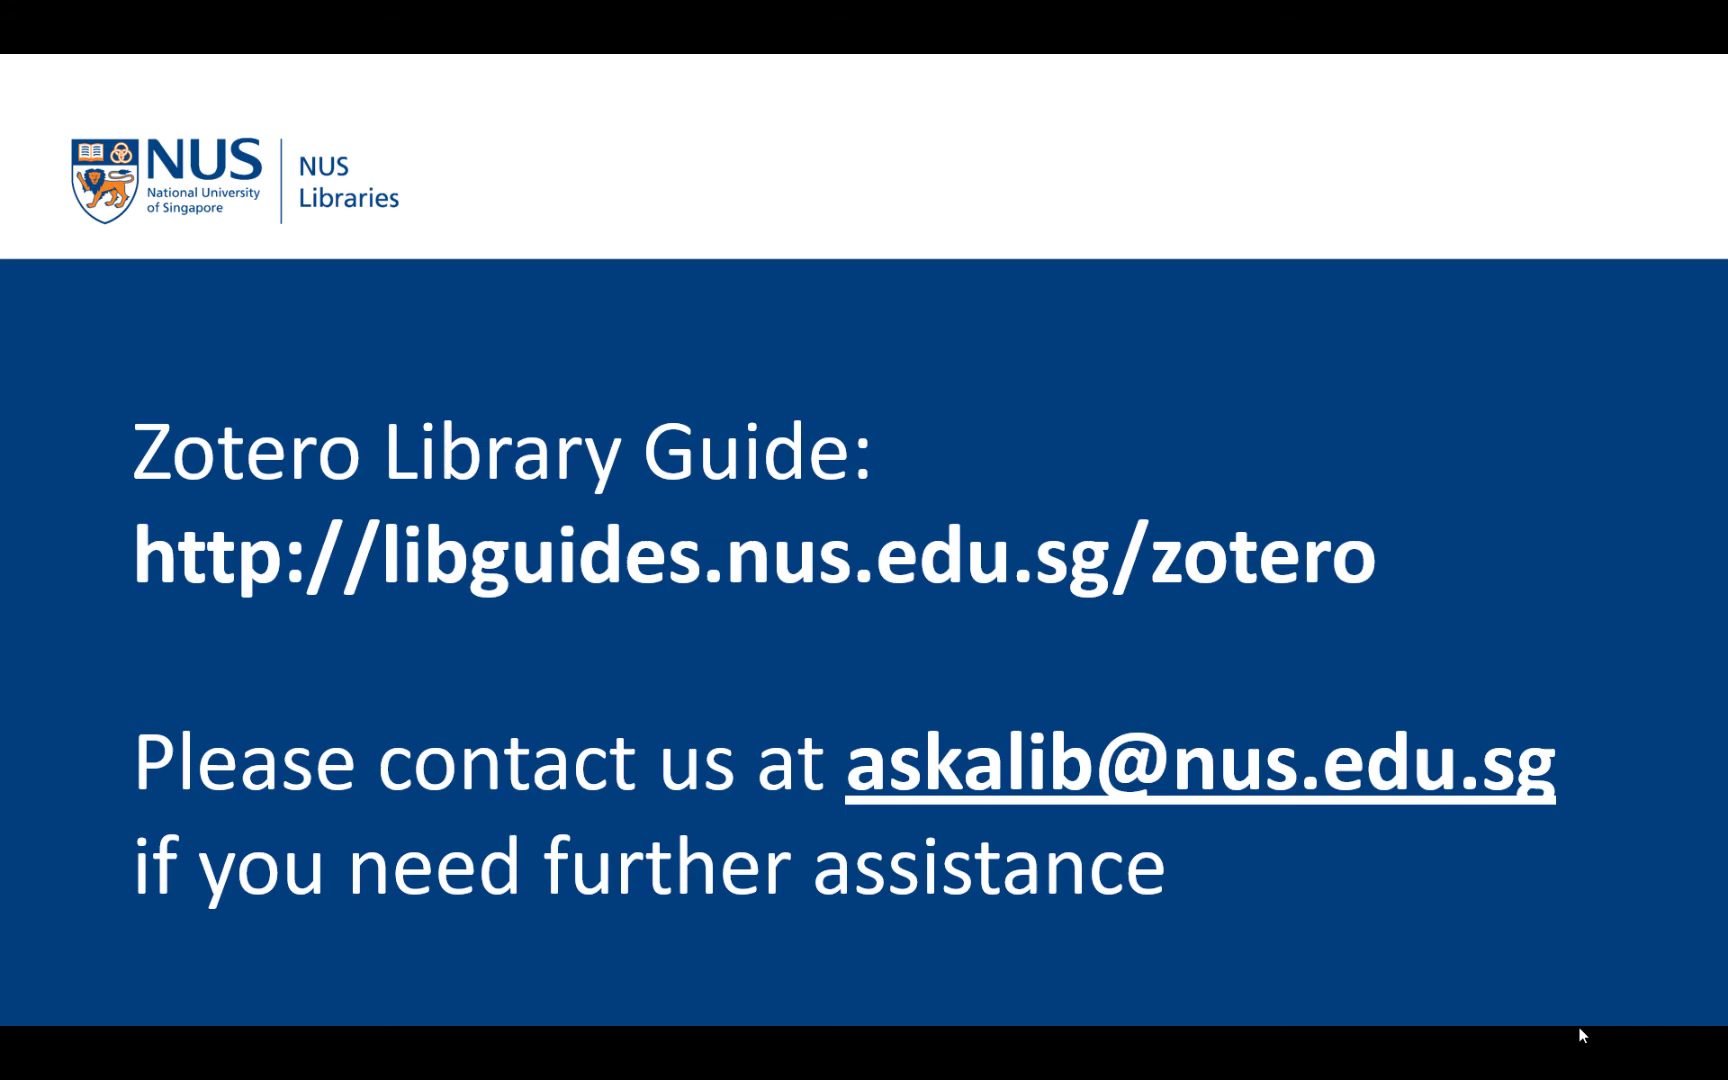 NUS
National University
of Singapore
NUS
Libraries
Zotero Library Guide:
http://libguides.nus.edu.sg/zotero
Please contact us at askalib@nus.edu.sg
if you need further assistance